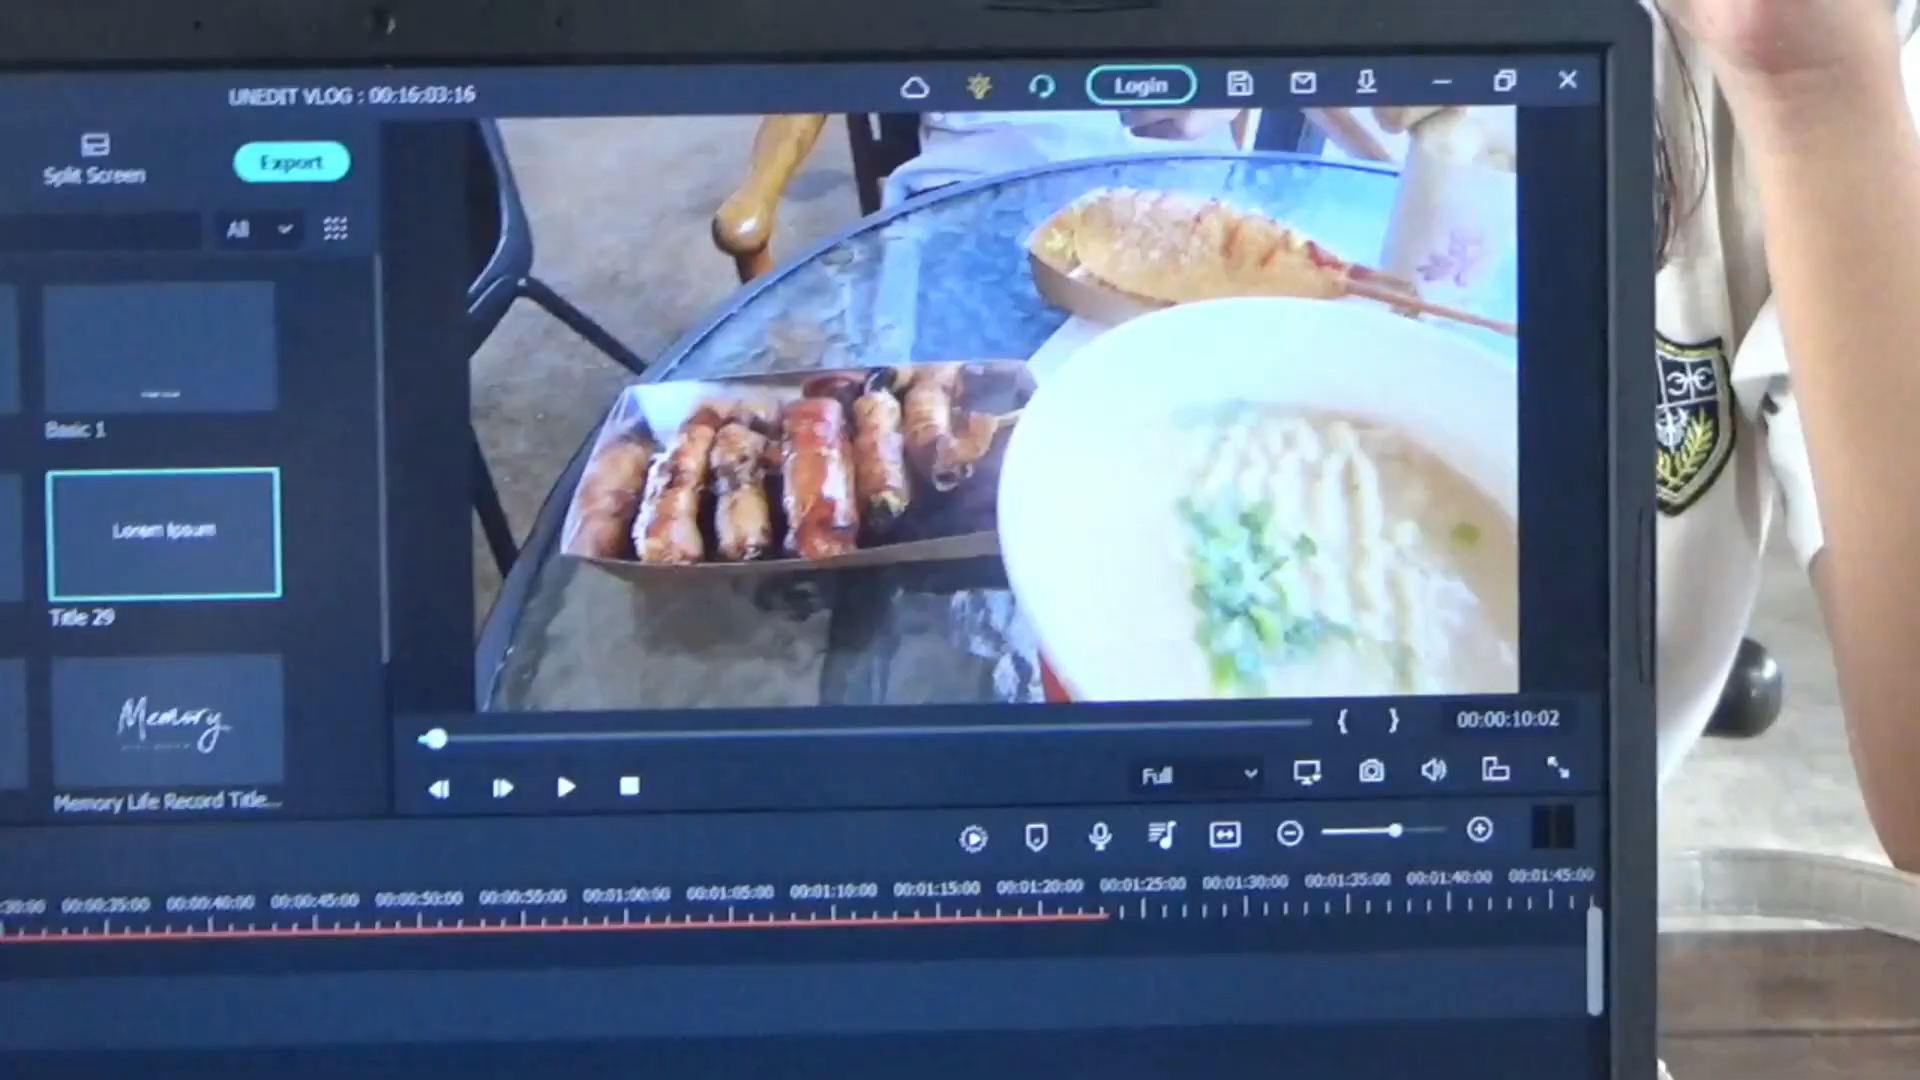 UNEDIT VLOG : 00:16:03:16
Login
Split Screen
Export
All
Basic 1
Lorem Ipsum
Title 29
Memory
Memory Life Record Title...
{ }
00:00:10:02
Full
:30:00 00:00:35:00 00:00:40:00 00:00:45:00 00:00:50:00 00:00:55:00 00:01:00:00 00:01:05:00 00:01:10:00 00:01:15:00 00:01:20:00 00:01:25:00 00:01:30:00 00:01:35:00 00:01:40:00 00:01:45:00